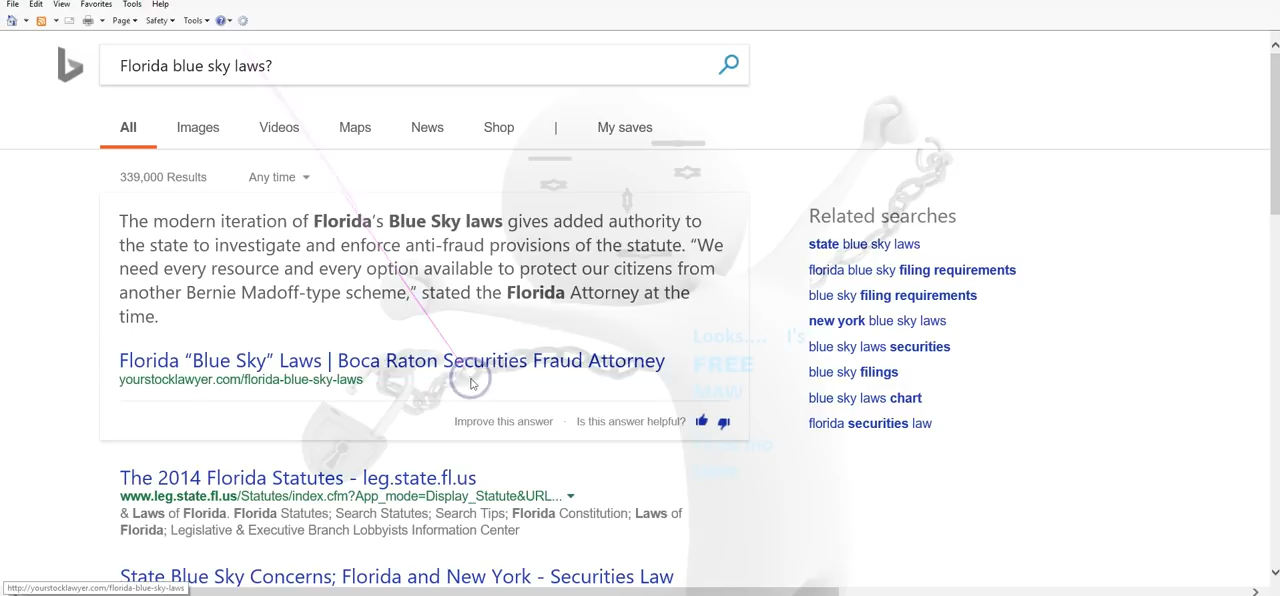 File Edit View Favorites Tools Help
Page Safety Tools
Florida blue sky laws?
All Images Videos Maps News Shop | My saves
339,000 Results Any time
The modern iteration of Florida's Blue Sky laws gives added authority to
the state to investigate and enforce anti-fraud provisions of the statute. “We
need every resource and every option available to protect our citizens from
another Bernie Madoff-type scheme,” stated the Florida Attorney at the
time.
Florida “Blue Sky” Laws | Boca Raton Securities Fraud Attorney
yourstocklawyer.com/florida-blue-sky-laws
Improve this answer · Is this answer helpful?
The 2014 Florida Statutes - leg.state.fl.us
www.leg.state.fl.us/Statutes/index.cfm?App_mode=Display_Statute&URL...
& Laws of Florida. Florida Statutes; Search Statutes; Search Tips; Florida Constitution; Laws of
Florida; Legislative & Executive Branch Lobbyists Information Center
State Blue Sky Concerns; Florida and New York - Securities Law
Related searches
state blue sky laws
florida blue sky filing requirements
blue sky filing requirements
new york blue sky laws
blue sky laws securities
blue sky filings
blue sky laws chart
florida securities law
Looks.... I's
FREE
http://yourstocklawyer.com/florida-blue-sky-laws